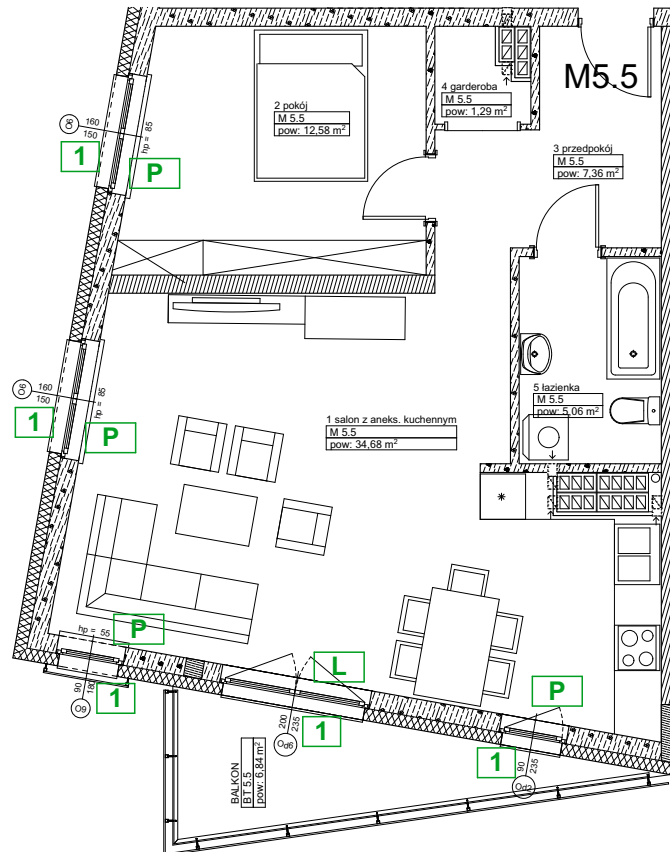 M5.5
4 garderoba
M 5.5
pow: 1,29 m²
2 pokój
M 5.5
pow: 12,58 m²
O6
160
150
hp = 85
1
P
3 przedpokój
M 5.5
pow: 7,36 m²
O6
160
150
hp = 85
1
P
5 łazienka
M 5.5
pow: 5,06 m²
1 salon z aneks. kuchennym
M 5.5
pow: 34,68 m²
hp = 55
P
90
180
O9
1
L
200
235
Od6
1
P
90
235
Od2
1
BALKON
BT 5.5
pow: 6,84 m²